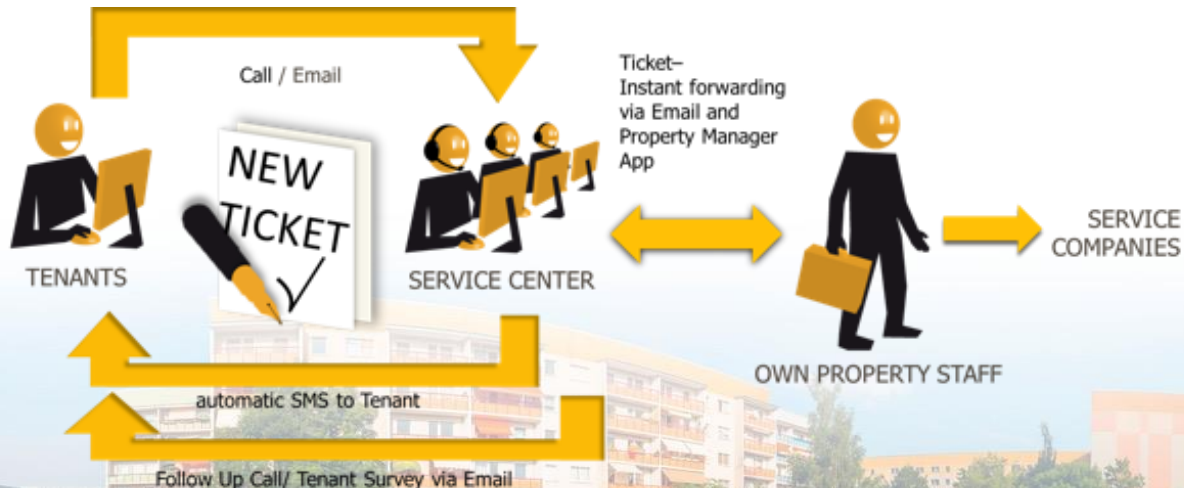 Call / Email
Ticket–
Instant forwarding
via Email and
Property Manager
App
NEW
TICKET
TENANTS
SERVICE CENTER
SERVICE
COMPANIES
OWN PROPERTY STAFF
automatic SMS to Tenant
Follow Up Call/ Tenant Survey via Email